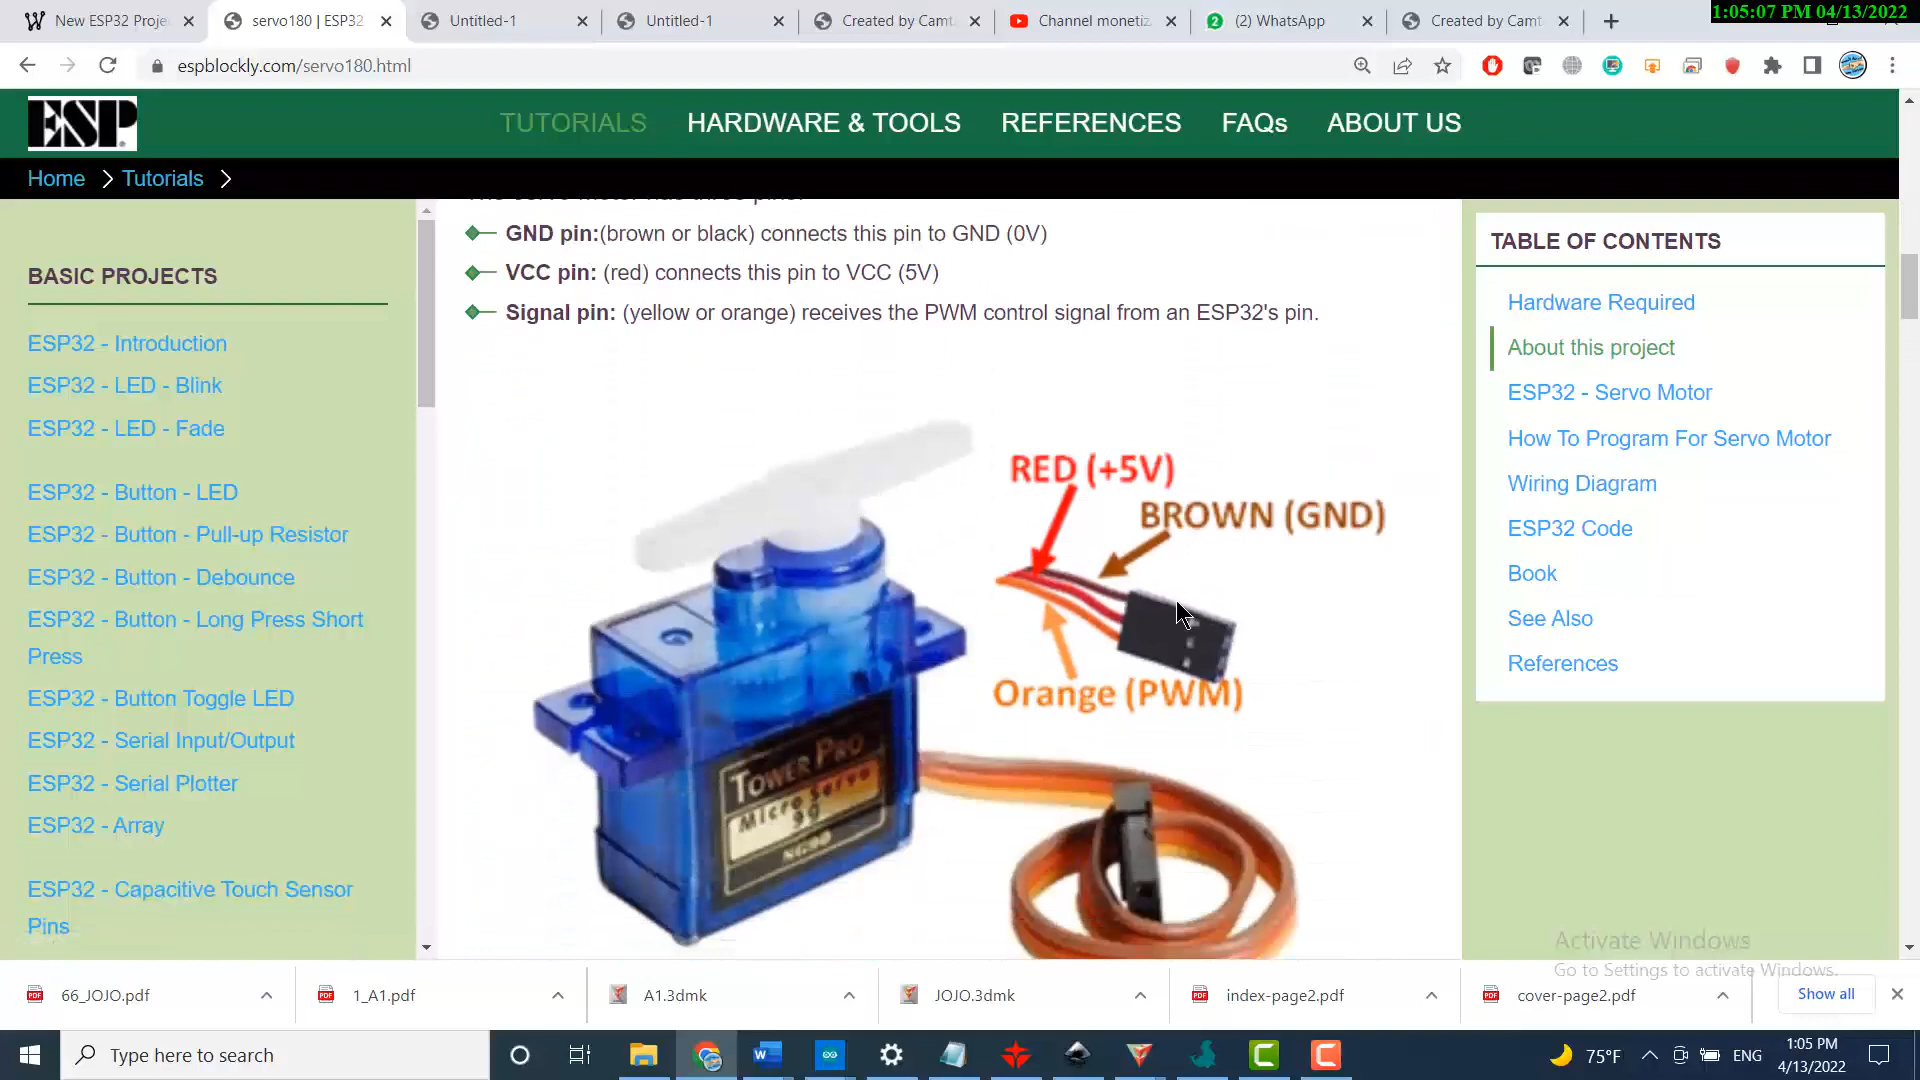 1:05:07 PM 04/13/2022
New ESP32 Proje
servo180 | ESP32
Untitled-1
Untitled-1
Created by Camt
Channel monetiz
(2) WhatsApp
Created by Camt
espblockly.com/servo180.html
ESP
TUTORIALS
HARDWARE & TOOLS
REFERENCES
FAQs
ABOUT US
Home
Tutorials
BASIC PROJECTS
ESP32 - Introduction
ESP32 - LED - Blink
ESP32 - LED - Fade
ESP32 - Button - LED
ESP32 - Button - Pull-up Resistor
ESP32 - Button - Debounce
ESP32 - Button - Long Press Short
Press
ESP32 - Button Toggle LED
ESP32 - Serial Input/Output
ESP32 - Serial Plotter
ESP32 - Array
ESP32 - Capacitive Touch Sensor
Pins
GND pin:(brown or black) connects this pin to GND (0V)
VCC pin: (red) connects this pin to VCC (5V)
Signal pin: (yellow or orange) receives the PWM control signal from an ESP32's pin.
RED (+5V)
BROWN (GND)
Orange (PWM)
TOWER PRO
Micro Servo
9g
TABLE OF CONTENTS
Hardware Required
About this project
ESP32 - Servo Motor
How To Program For Servo Motor
Wiring Diagram
ESP32 Code
Book
See Also
References
Activate Windows
Go to Settings to activate Windows.
66_JOJO.pdf
1_A1.pdf
A1.3dmk
JOJO.3dmk
index-page2.pdf
cover-page2.pdf
Show all
Type here to search
75°F
ENG
1:05 PM
4/13/2022